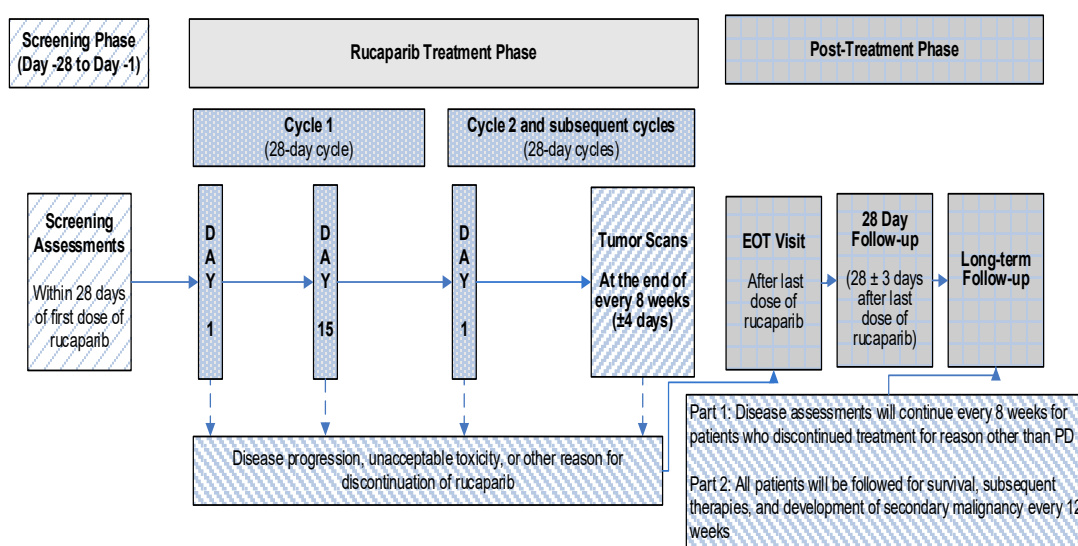 Screening Phase
(Day -28 to Day -1)
Rucaparib Treatment Phase
Post-Treatment Phase
Cycle 1
(28-day cycle)
Cycle 2 and subsequent cycles
(28-day cycles)
Screening
Assessments
Within 28 days
of first dose of
rucaparib
D
A
Y
1
D
A
Y
15
D
A
Y
1
Tumor Scans
At the end of
every 8 weeks
(±4 days)
EOT Visit
After last
dose of
rucaparib
28 Day
Follow-up
(28 ± 3 days
after last
dose of
rucaparib)
Long-term
Follow-up
Disease progression, unacceptable toxicity, or other reason for
discontinuation of rucaparib
Part 1: Disease assessments will continue every 8 weeks for
patients who discontinued treatment for reason other than PD
Part 2: All patients will be followed for survival, subsequent
therapies, and development of secondary malignancy every 12
weeks